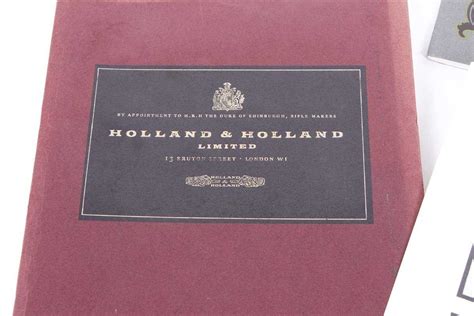 BY APPOINTMENT TO H.R.H THE DUKE OF EDINBURGH, RIFLE MAKERS
HOLLAND & HOLLAND
LIMITED
13 BRUTON STREET · LONDON W1
HOLLAND
&
HOLLAND